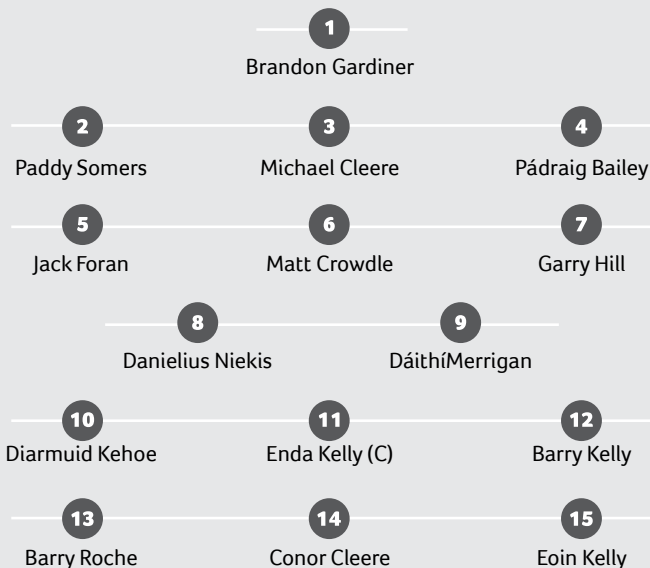 1
Brandon Gardiner
2 3 4
Paddy Somers Michael Cleere Pádraig Bailey
5 6 7
Jack Foran Matt Crowdle Garry Hill
8 9
Danielius Niekis DáithíMerrigan
10 11 12
Diarmuid Kehoe Enda Kelly (C) Barry Kelly
13 14 15
Barry Roche Conor Cleere Eoin Kelly